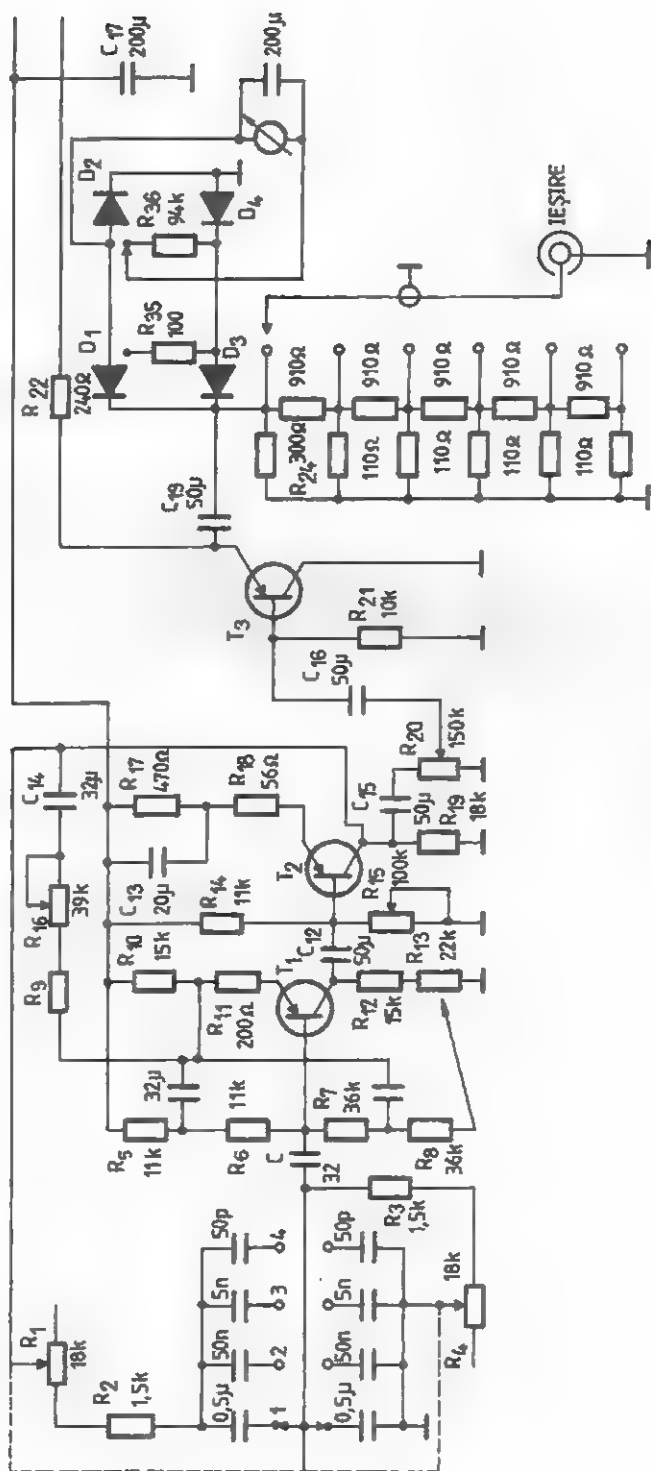 R1
18k
R2
1,5k
0,5µ
50n
5n
50p
1
2
3
4
0,5µ
50n
5n
50p
R3
1,5k
R4
18k
R5
11k
32µ
R6
11k
C
32
R7
36k
R8
36k
R9
R16
39k
C14
32µ
R10
15k
R11
200Ω
T1
R12
15k
R13
22k
C12
50µ
C13
20µ
R14
11k
R15
100k
R17
470Ω
R18
56Ω
T2
C15
50µ
R19
18k
R20
150k
C16
50µ
R21
10k
T3
C19
50µ
R22
240Ω
D1
D2
D3
D4
R35
100
R36
94k
C17
200µ
200µ
R24
300Ω
910Ω
910Ω
910Ω
910Ω
910Ω
110Ω
110Ω
110Ω
110Ω
IEŞIRE